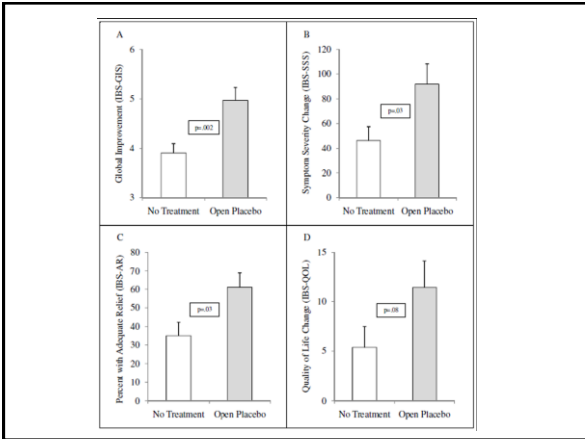 A
Global Improvement (IBS-GIS)
6
5
4
3
p=.002
No Treatment Open Placebo
B
Symptom Severity Change (IBS-SSS)
120
100
80
60
40
20
0
p=.03
No Treatment Open Placebo
C
Percent with Adequate Relief (IBS-AR)
80
70
60
50
40
30
20
10
0
p=.03
No Treatment Open Placebo
D
Quality of Life Change (IBS-QOL)
15
10
5
0
p=.08
No Treatment Open Placebo